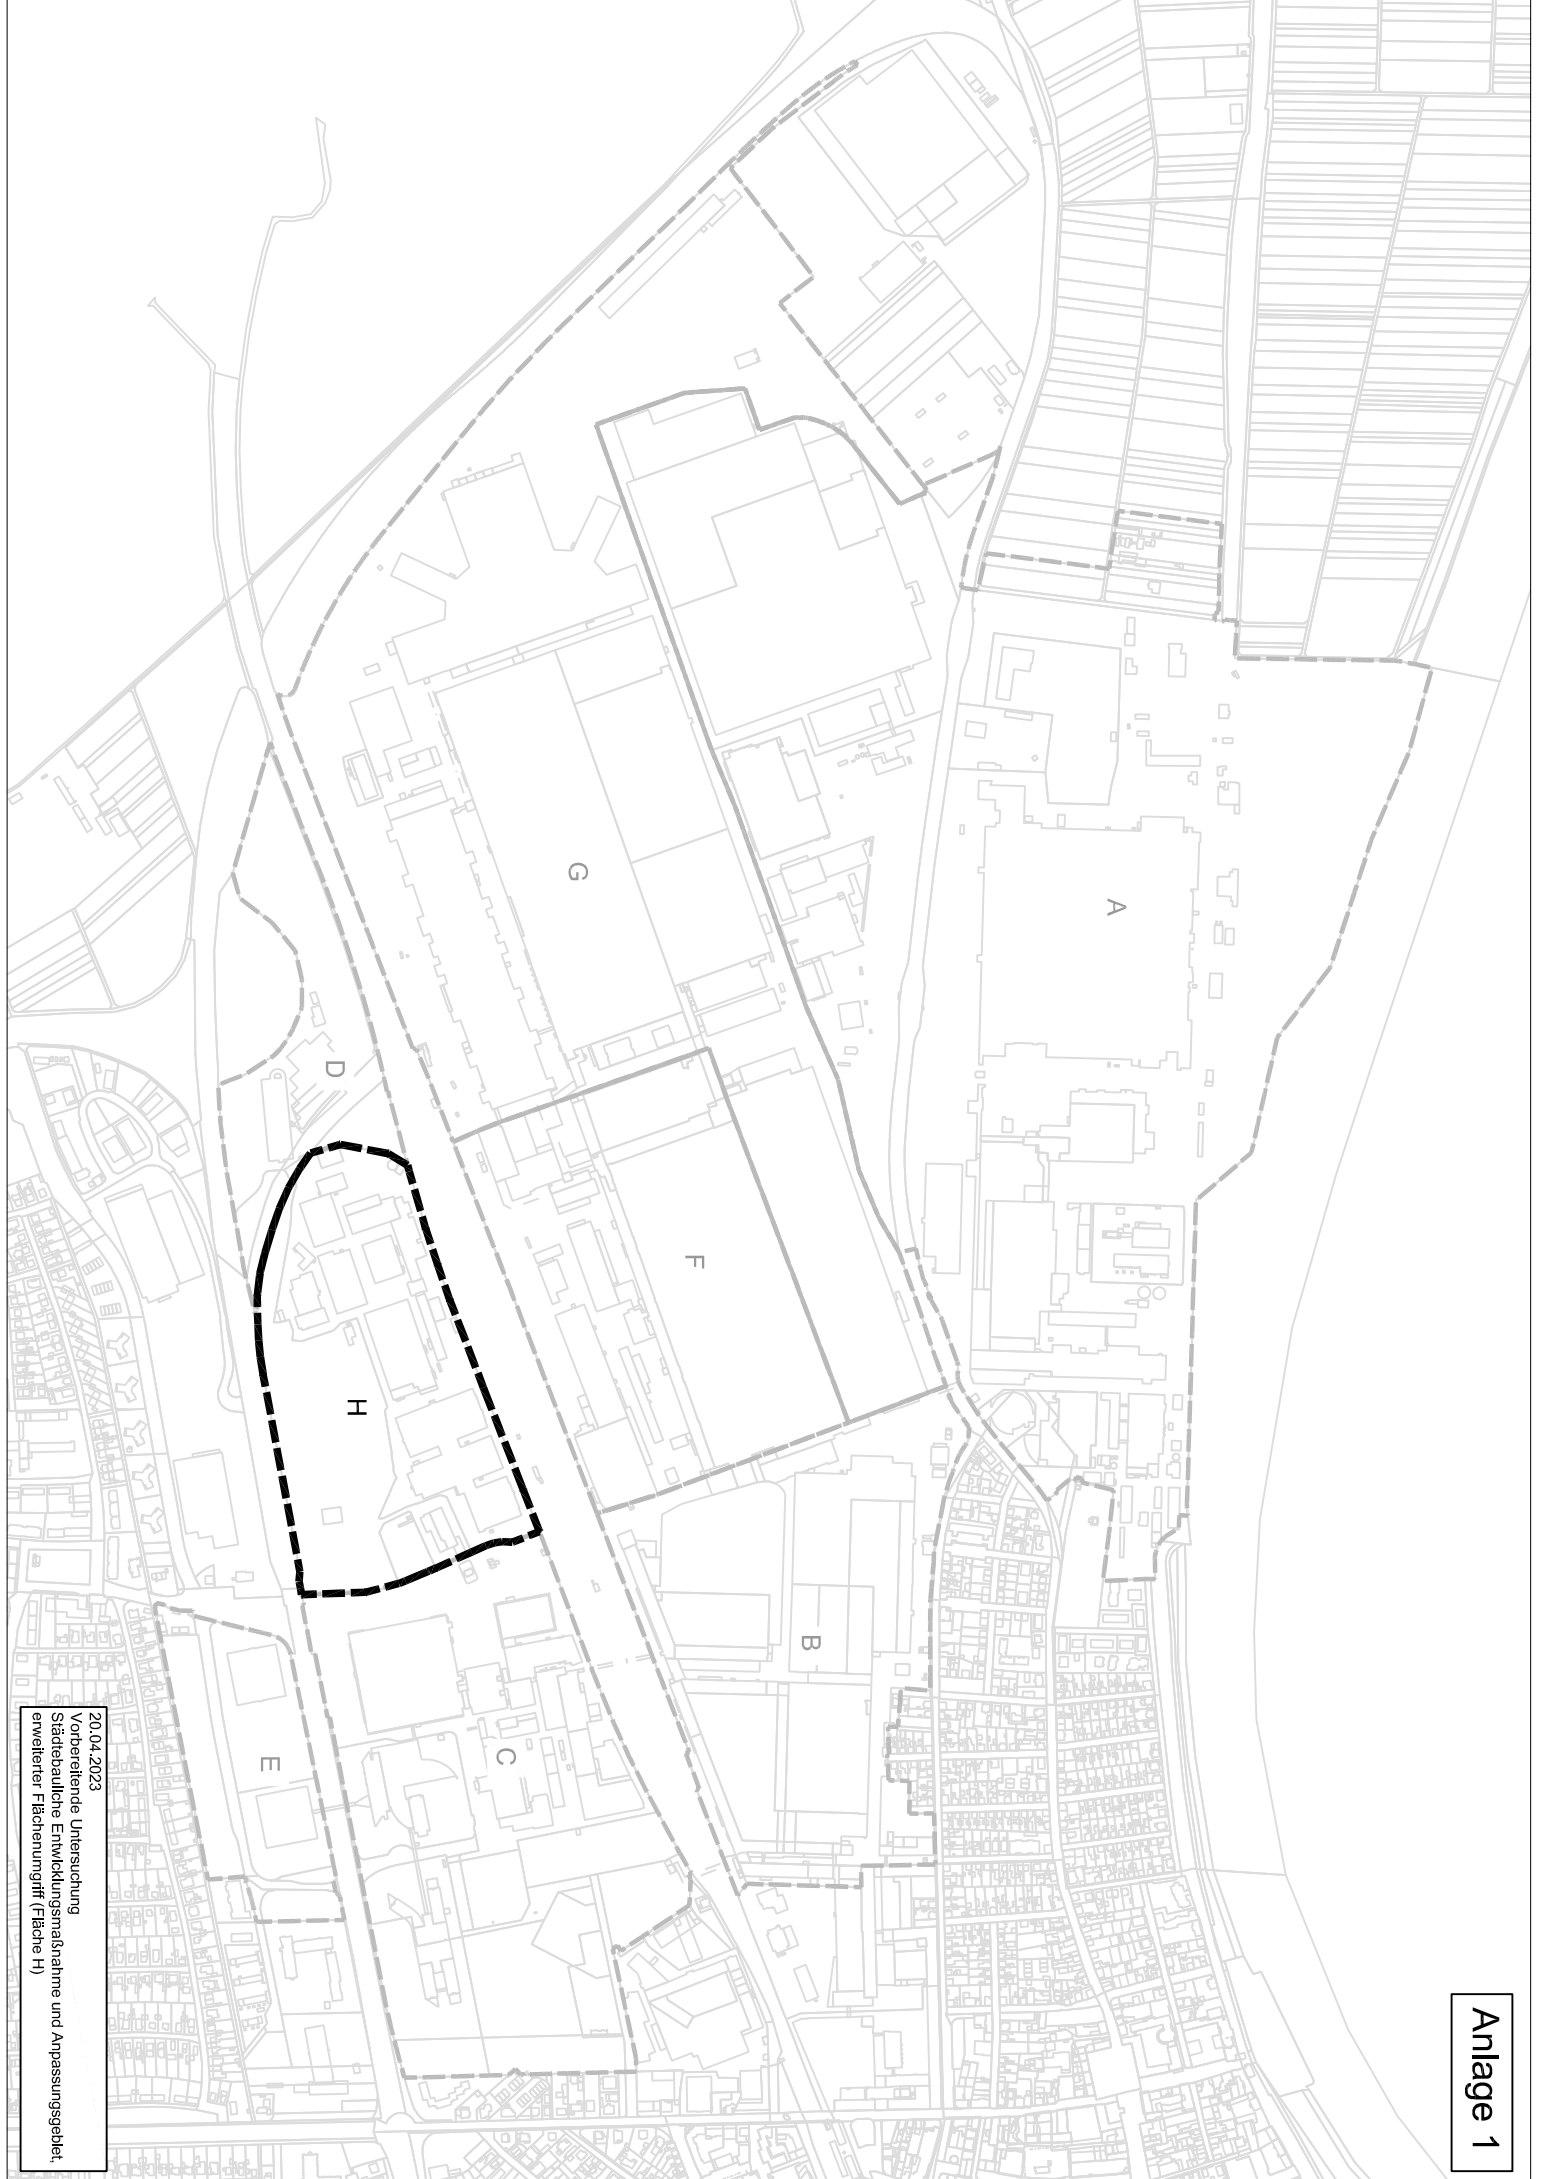 Anlage 1
A
G
D
F
H
B
C
E
20.04.2023
Vorbereitende Untersuchung
Städtebauliche Entwicklungsmaßnahme und Anpassungsgebiet,
erweiterter Flächenumgriff (Fläche H)